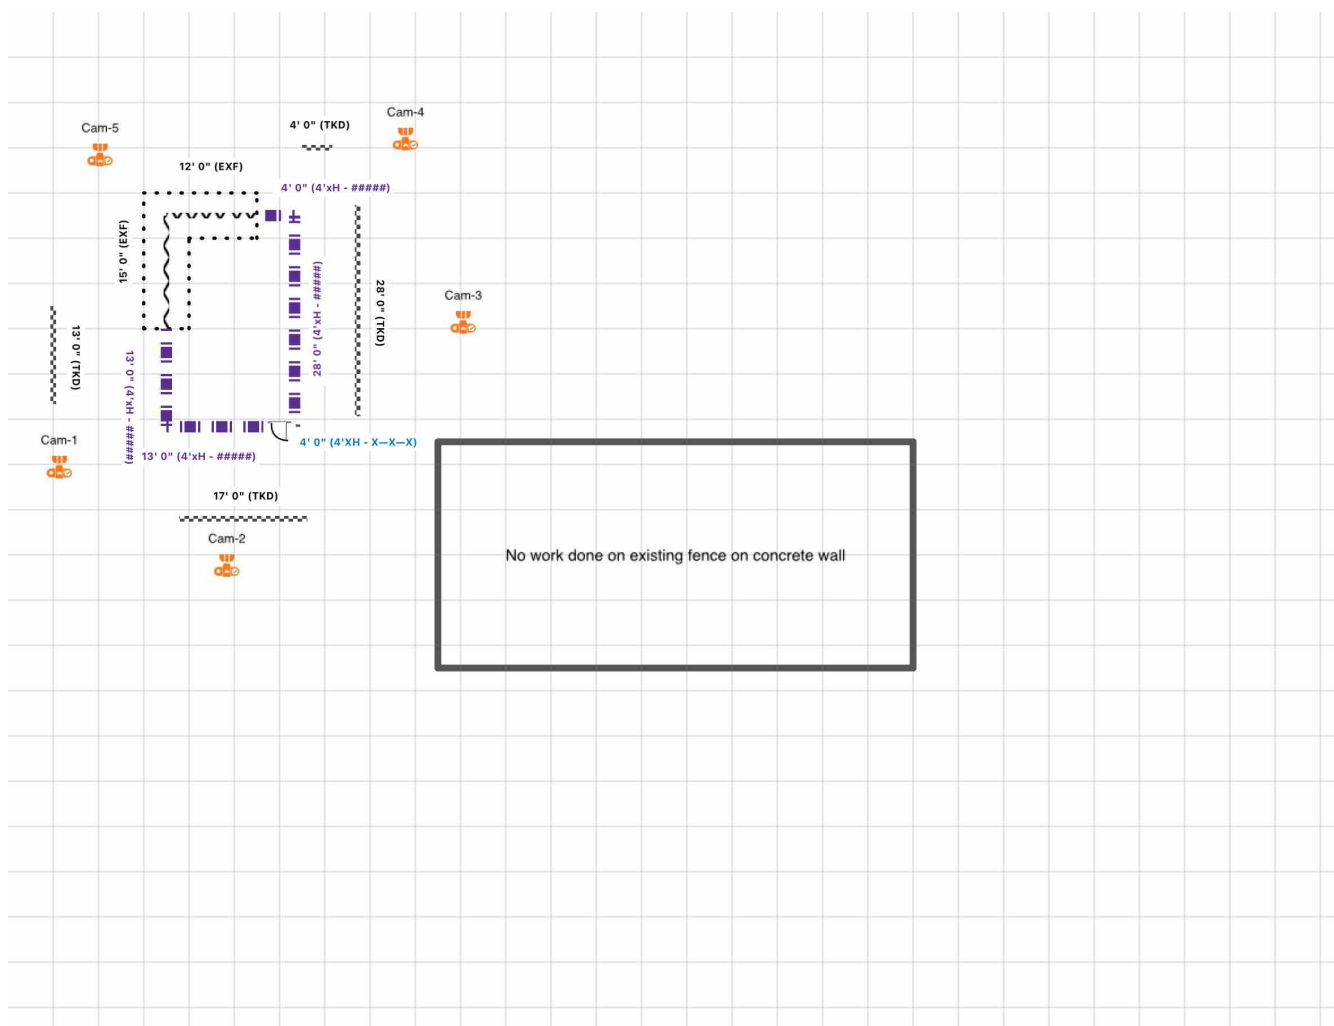 Cam-4
4' 0" (TKD)
Cam-5
12' 0" (EXF)
4' 0" (4'xH - #####)
15' 0" (EXF)
28' 0" (4'xH - #####)
28' 0" (TKD)
Cam-3
13' 0" (TKD)
13' 0" (4'xH - #####)
Cam-1
4' 0" (4'XH - X—X—X)
13' 0" (4'xH - #####)
17' 0" (TKD)
Cam-2
No work done on existing fence on concrete wall